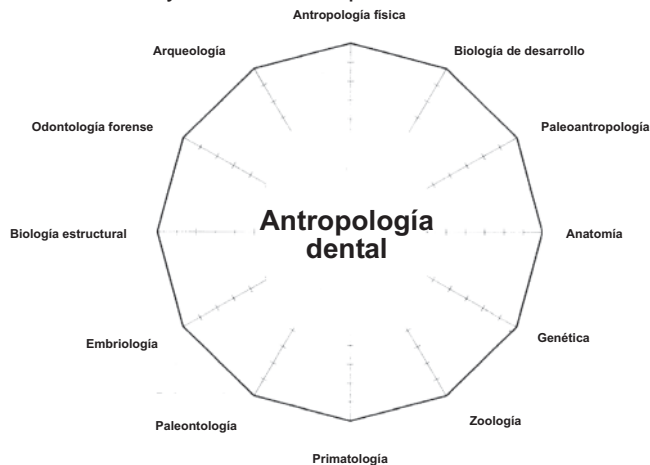 Antropología física
Arqueología
Biología de desarrollo
Odontología forense
Paleoantropología
Antropología
dental
Biología estructural
Anatomía
Embriología
Genética
Paleontología
Zoología
Primatología